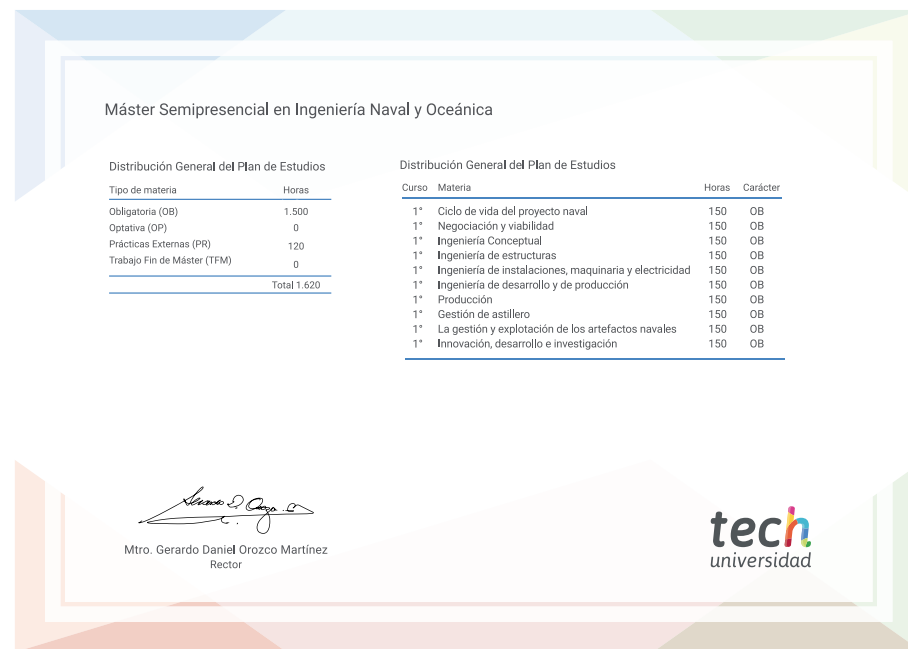 Máster Semipresencial en Ingeniería Naval y Oceánica
Distribución General del Plan de Estudios
Tipo de materia Horas
Obligatoria (OB) 1.500
Optativa (OP) 0
Prácticas Externas (PR) 120
Trabajo Fin de Máster (TFM) 0
Total 1.620
Distribución General del Plan de Estudios
Curso Materia Horas Carácter
1° Ciclo de vida del proyecto naval 150 OB
1° Negociación y viabilidad 150 OB
1° Ingeniería Conceptual 150 OB
1° Ingeniería de estructuras 150 OB
1° Ingeniería de instalaciones, maquinaria y electricidad 150 OB
1° Ingeniería de desarrollo y de producción 150 OB
1° Producción 150 OB
1° Gestión de astillero 150 OB
1° La gestión y explotación de los artefactos navales 150 OB
1° Innovación, desarrollo e investigación 150 OB
Mtro. Gerardo Daniel Orozco Martínez
Rector
tech
universidad